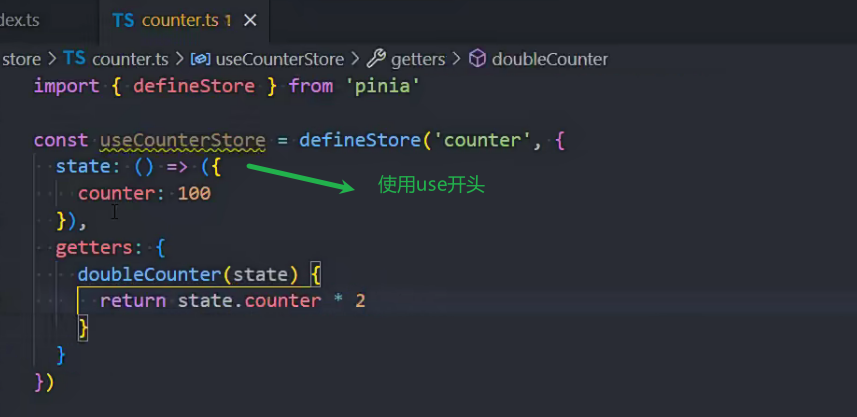 dex.ts
TS counter.ts 1 ×
store > TS counter.ts > useCounterStore > getters > doubleCounter
import { defineStore } from 'pinia'
const useCounterStore = defineStore('counter', {
state: () => ({
使用use开头
counter: 100
}),
getters: {
doubleCounter(state) {
return state.counter * 2
}
}
})